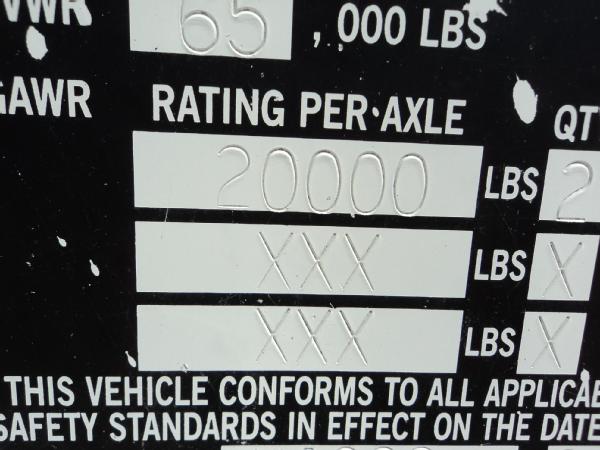 VWR 65,000 LBS
GAWR RATING PER AXLE QT
20000 LBS 2
XXX LBS X
XXX LBS X
THIS VEHICLE CONFORMS TO ALL APPLICAB
SAFETY STANDARDS IN EFFECT ON THE DATE